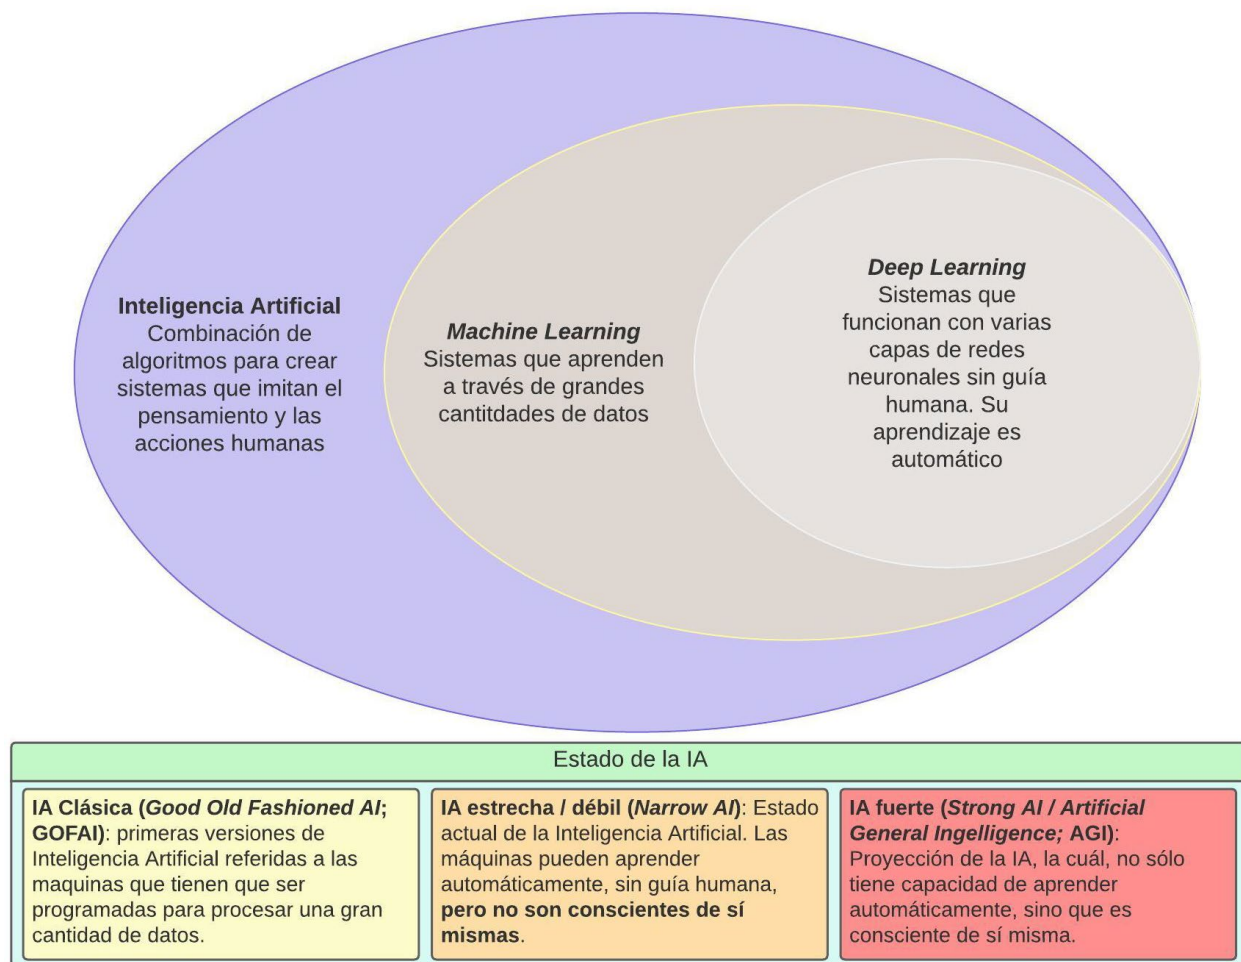 Inteligencia Artificial
Combinación de
algoritmos para crear
sistemas que imitan el
pensamiento y las
acciones humanas
Machine Learning
Sistemas que aprenden
a través de grandes
cantitdades de datos
Deep Learning
Sistemas que
funcionan con varias
capas de redes
neuronales sin guía
humana. Su
aprendizaje es
automático
Estado de la IA
IA Clásica (Good Old Fashioned AI;
GOFAI): primeras versiones de
Inteligencia Artificial referidas a las
maquinas que tienen que ser
programadas para procesar una gran
cantidad de datos.
IA estrecha / débil (Narrow AI): Estado
actual de la Inteligencia Artificial. Las
máquinas pueden aprender
automáticamente, sin guía humana,
pero no son conscientes de sí
mismas.
IA fuerte (Strong AI / Artificial
General Ingelligence; AGI):
Proyección de la IA, la cuál, no sólo
tiene capacidad de aprender
automáticamente, sino que es
consciente de sí misma.